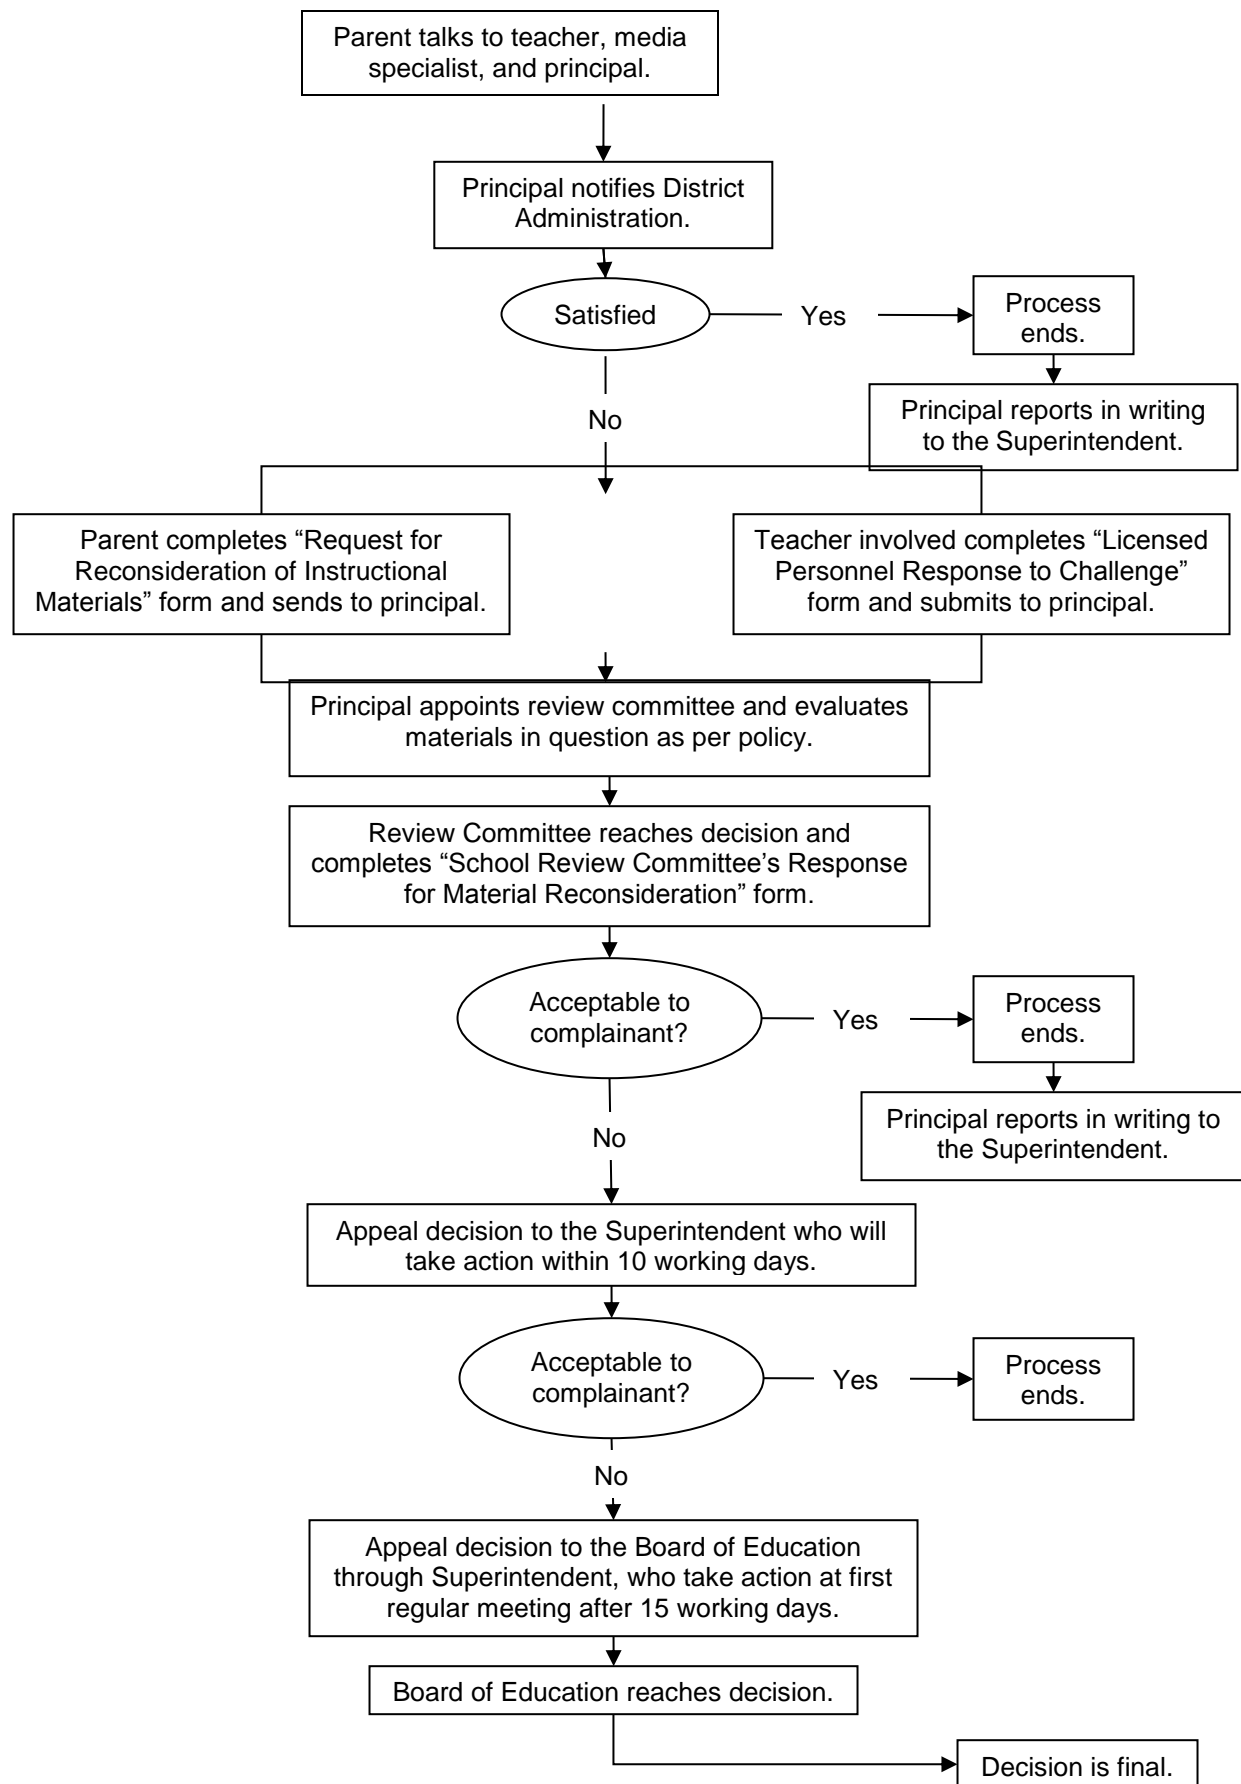 Parent talks to teacher, media
specialist, and principal.
Principal notifies District
Administration.
Satisfied
Yes
Process
ends.
Principal reports in writing
to the Superintendent.
No
Parent completes “Request for
Reconsideration of Instructional
Materials” form and sends to principal.
Teacher involved completes “Licensed
Personnel Response to Challenge”
form and submits to principal.
Principal appoints review committee and evaluates
materials in question as per policy.
Review Committee reaches decision and
completes “School Review Committee’s Response
for Material Reconsideration” form.
Acceptable to
complainant?
Yes
Process
ends.
Principal reports in writing to
the Superintendent.
No
Appeal decision to the Superintendent who will
take action within 10 working days.
Acceptable to
complainant?
Yes
Process
ends.
No
Appeal decision to the Board of Education
through Superintendent, who take action at first
regular meeting after 15 working days.
Board of Education reaches decision.
Decision is final.